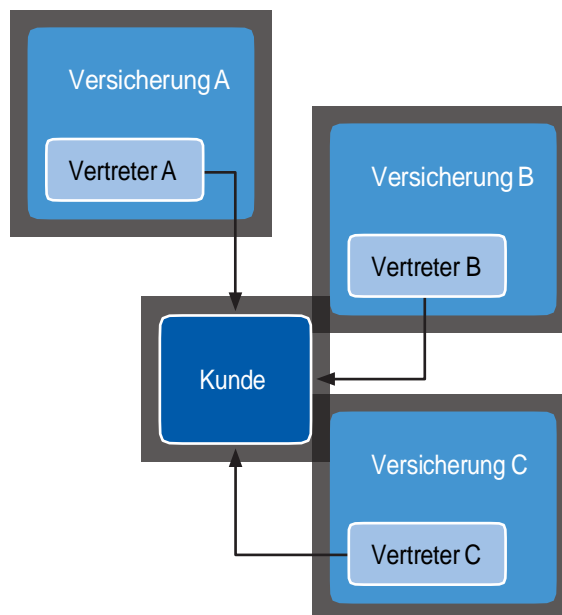 Versicherung A
Vertreter A
Versicherung B
Vertreter B
Kunde
Versicherung C
Vertreter C